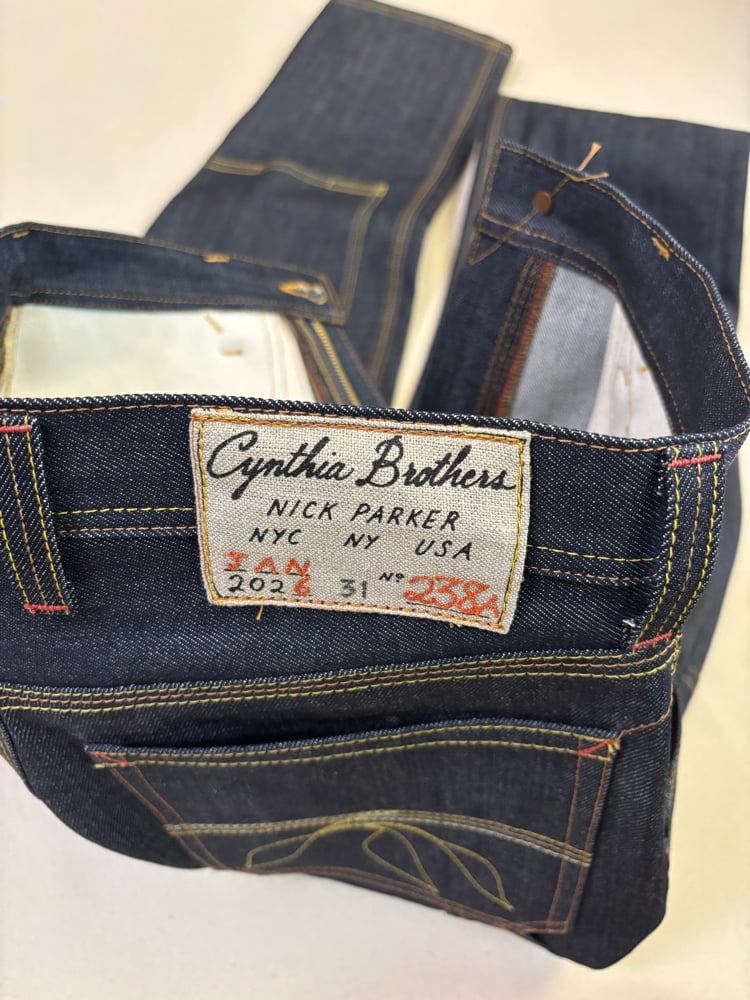 Cynthia Brothers
NICK PARKER
NYC NY USA
JAN
2026 31 Nº 238A